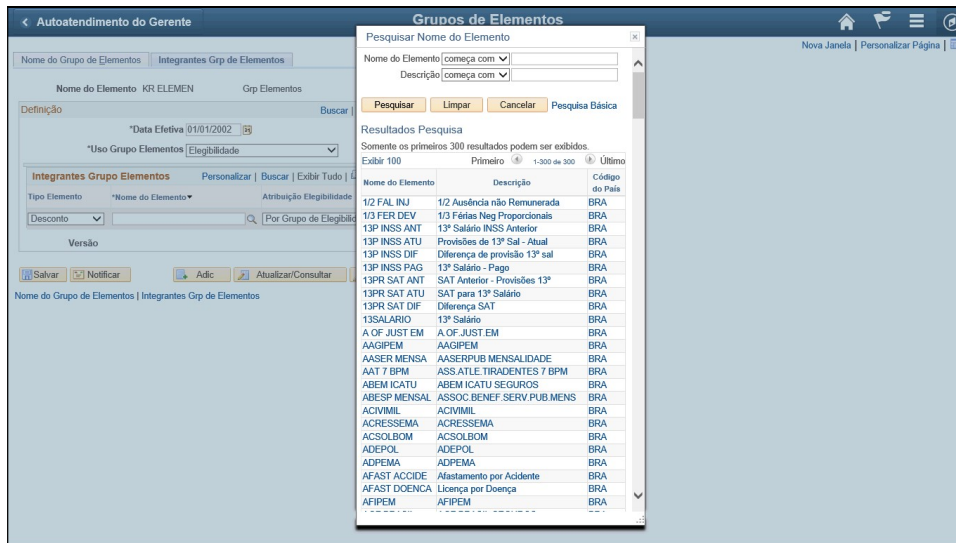 Autoatendimento do Gerente
Grupos de Elementos
Nova Janela | Personalizar Página |
Nome do Grupo de Elementos
Integrantes Grp de Elementos
Nome do Elemento KR ELEMEN Grp Elementos
Definição Buscar |
*Data Efetiva 01/01/2002
*Uso Grupo Elementos Elegibilidade
Integrantes Grupo Elementos Personalizar | Buscar | Exibir Tudo |
Tipo Elemento *Nome do Elemento Atribuição Elegibilidade
Desconto Por Grupo de Elegibilid
Versão
Salvar Notificar Adic Atualizar/Consultar
Nome do Grupo de Elementos | Integrantes Grp de Elementos
Pesquisar Nome do Elemento
Nome do Elemento começa com
Descrição começa com
Pesquisar Limpar Cancelar Pesquisa Básica
Resultados Pesquisa
Somente os primeiros 300 resultados podem ser exibidos.
Exibir 100 Primeiro 1-300 de 300 Último
Nome do Elemento Descrição Código do País
1/2 FAL INJ 1/2 Ausência não Remunerada BRA
1/3 FER DEV 1/3 Férias Neg Proporcionais BRA
13P INSS ANT 13º Salário INSS Anterior BRA
13P INSS ATU Provisões de 13º Sal - Atual BRA
13P INSS DIF Diferença de provisão 13º sal BRA
13P INSS PAG 13º Salário - Pago BRA
13PR SAT ANT SAT Anterior - Provisões 13º BRA
13PR SAT ATU SAT para 13º Salário BRA
13PR SAT DIF Diferença SAT BRA
13SALARIO 13º Salário BRA
A OF JUST EM A.OF.JUST.EM BRA
AAGIPEM AAGIPEM BRA
AASER MENSA AASERPUB MENSALIDADE BRA
AAT 7 BPM ASS.ATLE.TIRADENTES 7 BPM BRA
ABEM ICATU ABEM ICATU SEGUROS BRA
ABESP MENSAL ASSOC.BENEF.SERV.PUB.MENS BRA
ACIVIMIL ACIVIMIL BRA
ACRESSEMA ACRESSEMA BRA
ACSOLBOM ACSOLBOM BRA
ADEPOL ADEPOL BRA
ADPEMA ADPEMA BRA
AFAST ACCIDE Afastamento por Acidente BRA
AFAST DOENCA Licença por Doença BRA
AFIPEM AFIPEM BRA